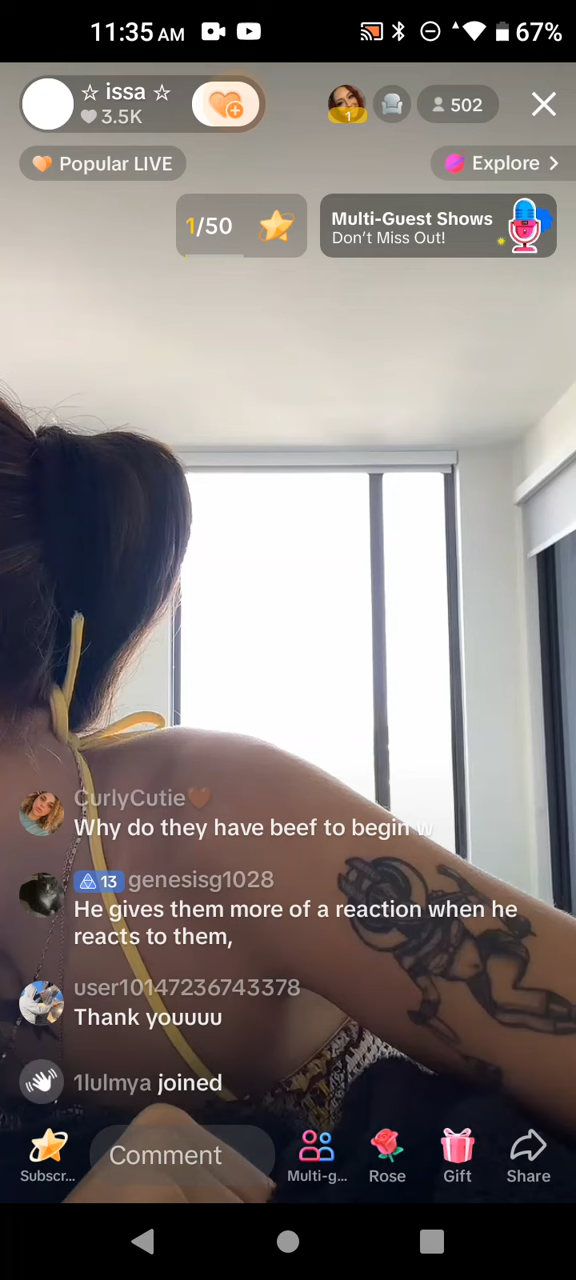 11:35 AM
67%
☆ issa ☆
3.5K
1
502
Popular LIVE
Explore >
1/50
Multi-Guest Shows
Don't Miss Out!
CurlyCutie🤎
Why do they have beef to begin w
13 genesisg1028
He gives them more of a reaction when he
reacts to them,
user10147236743378
Thank youuuu
1lulmya joined
Subscr...
Comment
Multi-g...
Rose
Gift
Share